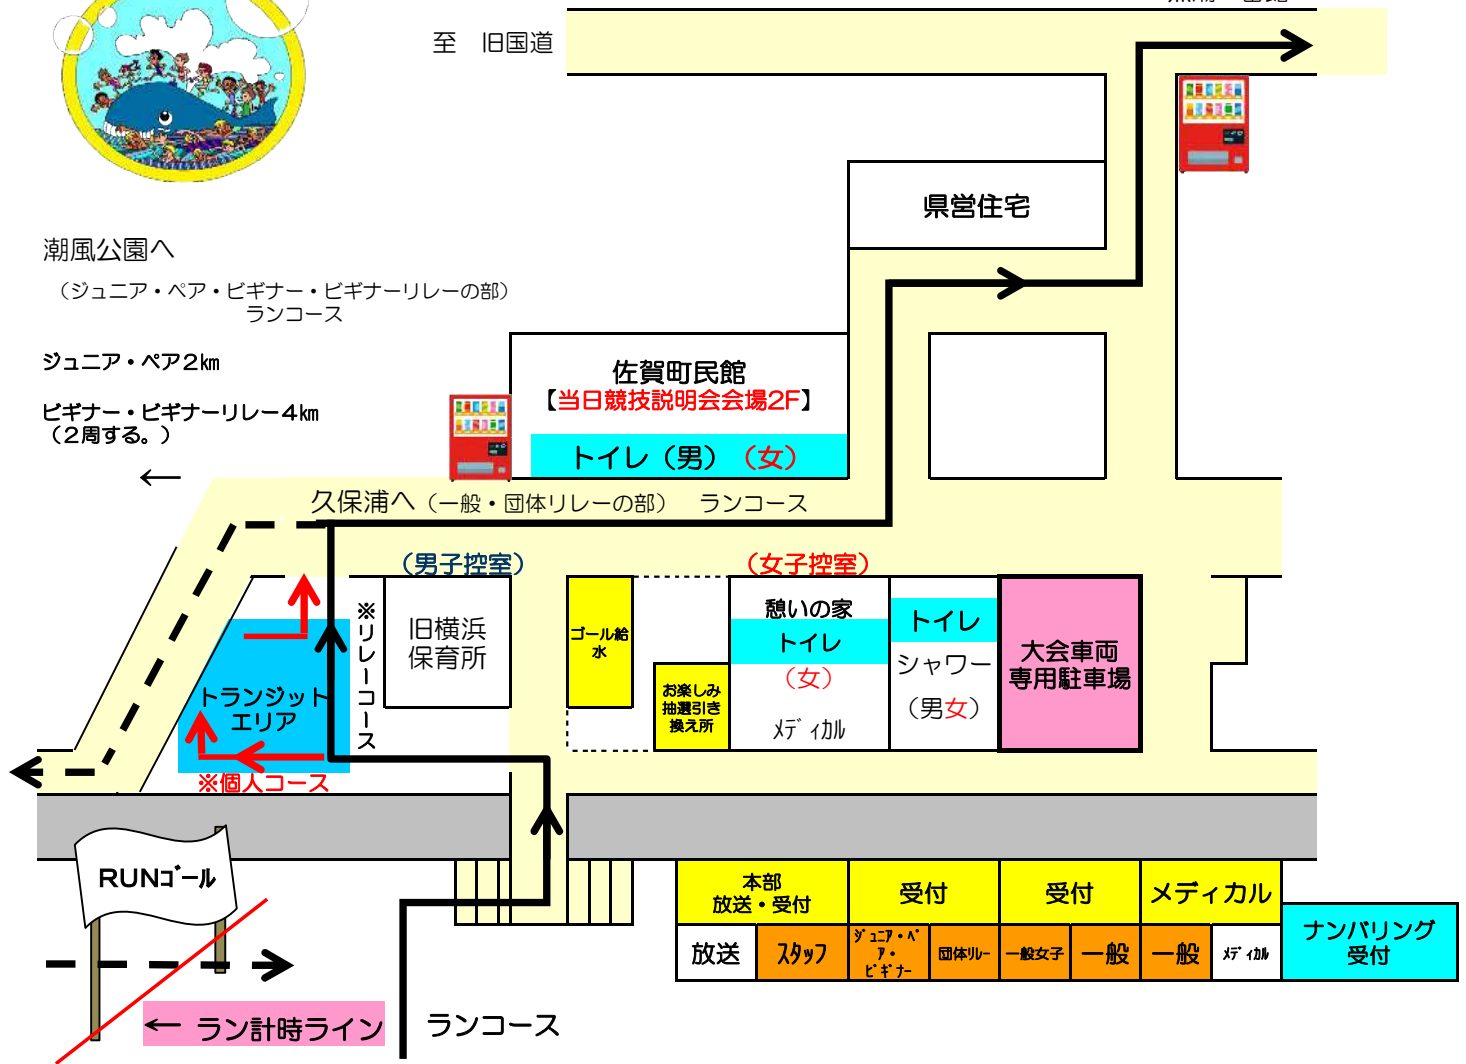 至　旧国道
県営住宅
潮風公園へ
（ジュニア・ペア・ビギナー・ビギナーリレーの部）
ランコース
ジュニア・ペア２㎞
ビギナー・ビギナーリレー４㎞
（２周する。）
←
佐賀町民館
【当日競技説明会会場2F】
トイレ（男）（女）
久保浦へ（一般・団体リレーの部）　ランコース
（男子控室）
（女子控室）
※リレーコース
旧横浜
保育所
ゴール給
水
お楽しみ
抽選引き
換え所
憩いの家
トイレ
（女）
ﾒﾃﾞｨｶﾙ
トイレ
シャワー
（男女）
大会車両
専用駐車場
トランジット
エリア
※個人コース
RUNｺﾞｰﾙ
本部
放送・受付
受付
受付
メディカル
放送
ｽﾀｯﾌ
ｼﾞｭﾆｱ・ﾍﾟ
ｱ・
ﾋﾞｷﾞﾅｰ
団体ﾘﾚｰ
一般女子
一般
一般
ﾒﾃﾞｨｶﾙ
ナンバリング
受付
← ラン計時ライン
ランコース